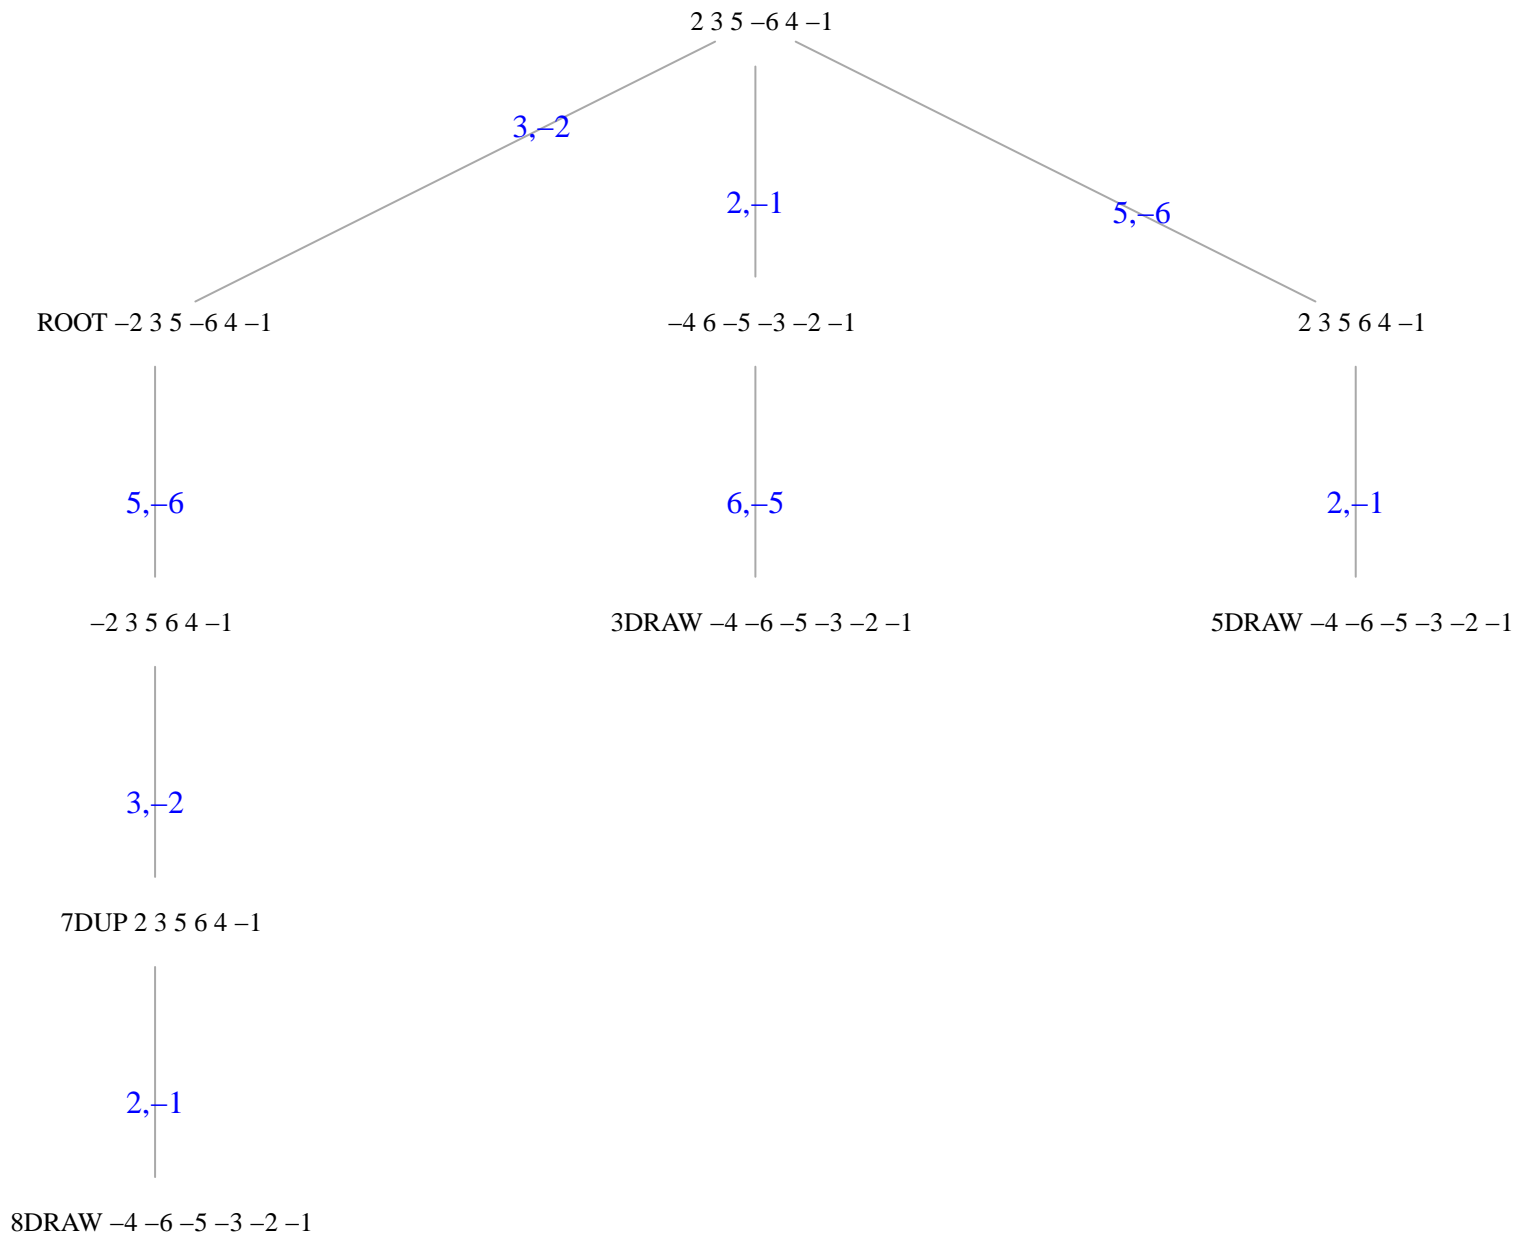 2 3 5 –6 4 –1
3,–2
2,–1
5,–6
ROOT –2 3 5 –6 4 –1
–4 6 –5 –3 –2 –1
2 3 5 6 4 –1
5,–6
6,–5
2,–1
–2 3 5 6 4 –1
3DRAW –4 –6 –5 –3 –2 –1
5DRAW –4 –6 –5 –3 –2 –1
3,–2
7DUP 2 3 5 6 4 –1
2,–1
8DRAW –4 –6 –5 –3 –2 –1